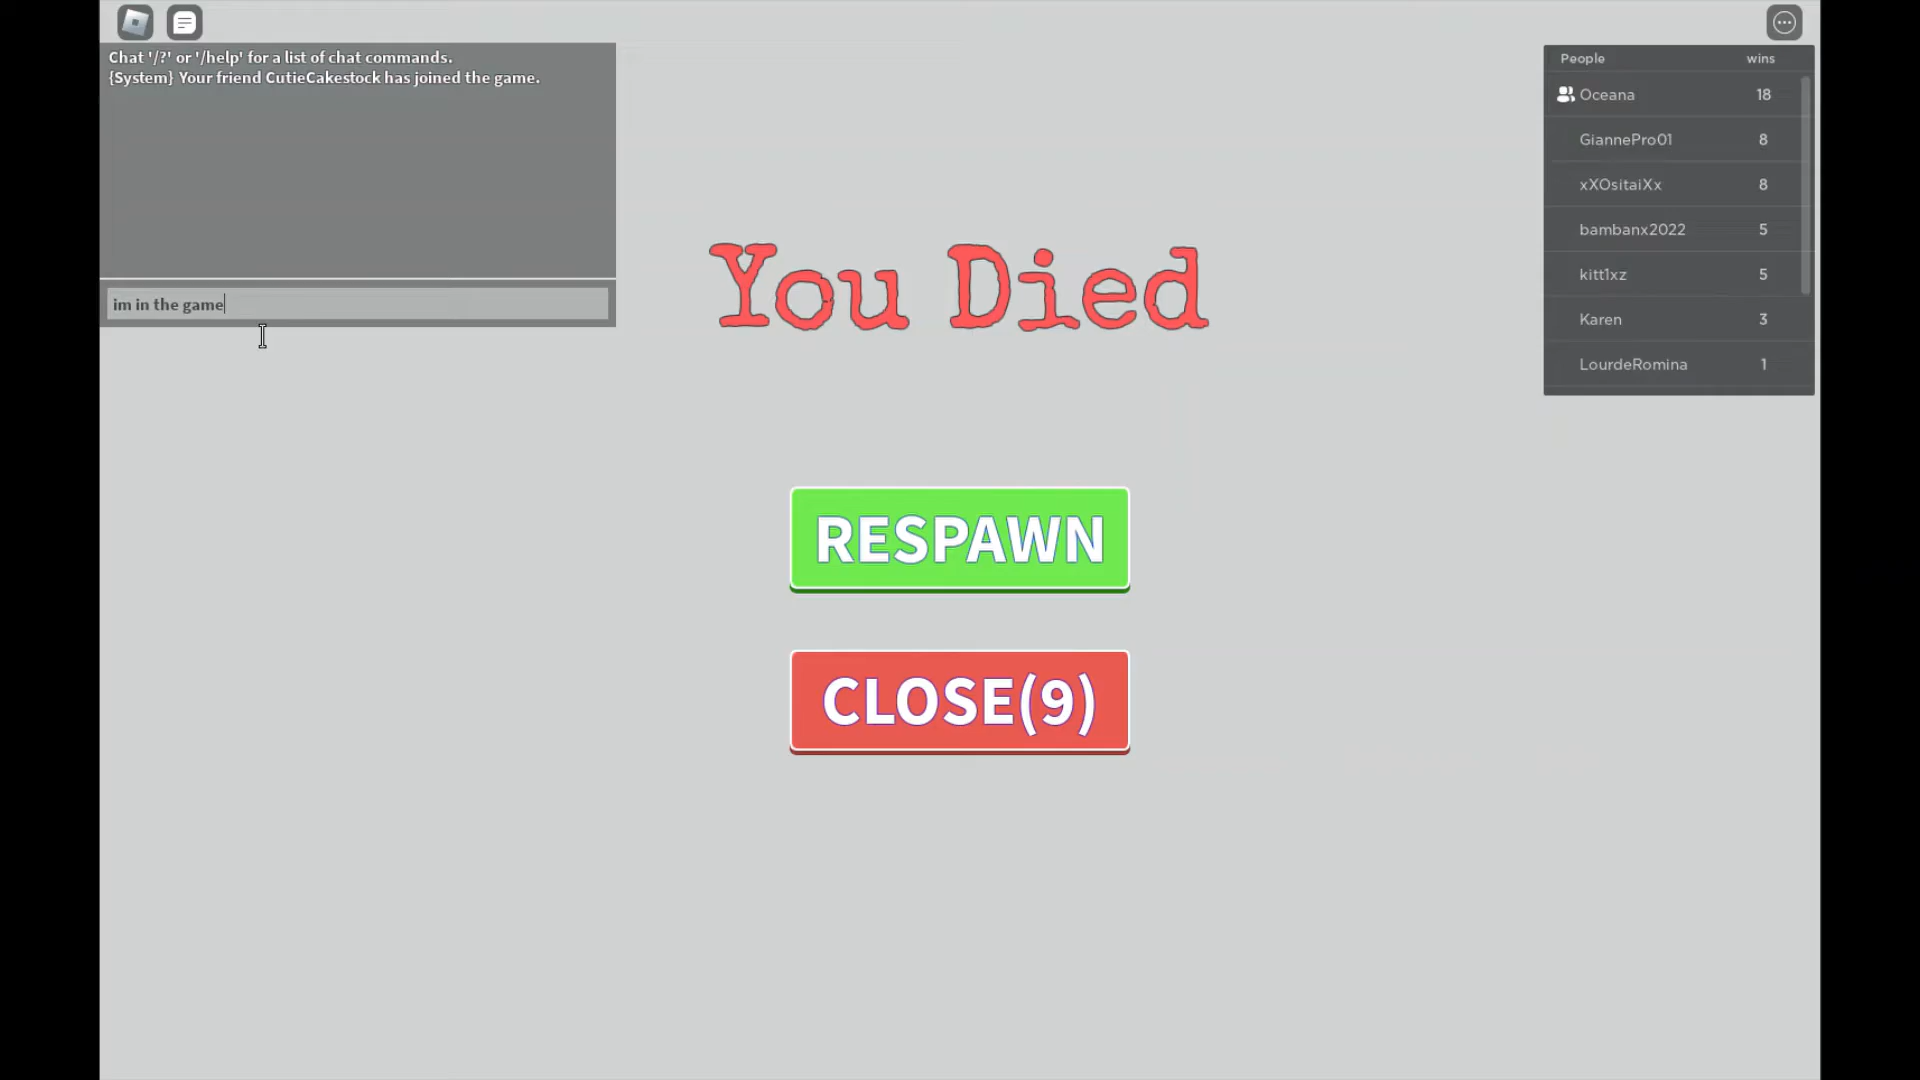 Chat '/?' or '/help' for a list of chat commands.
{System} Your friend CutieCakestock has joined the game.
im in the game
People wins
Oceana 18
GiannePro01 8
xXOsitaiXx 8
bambanx2022 5
kitt1xz 5
Karen 3
LourdeRomina 1
You Died
RESPAWN
CLOSE(9)